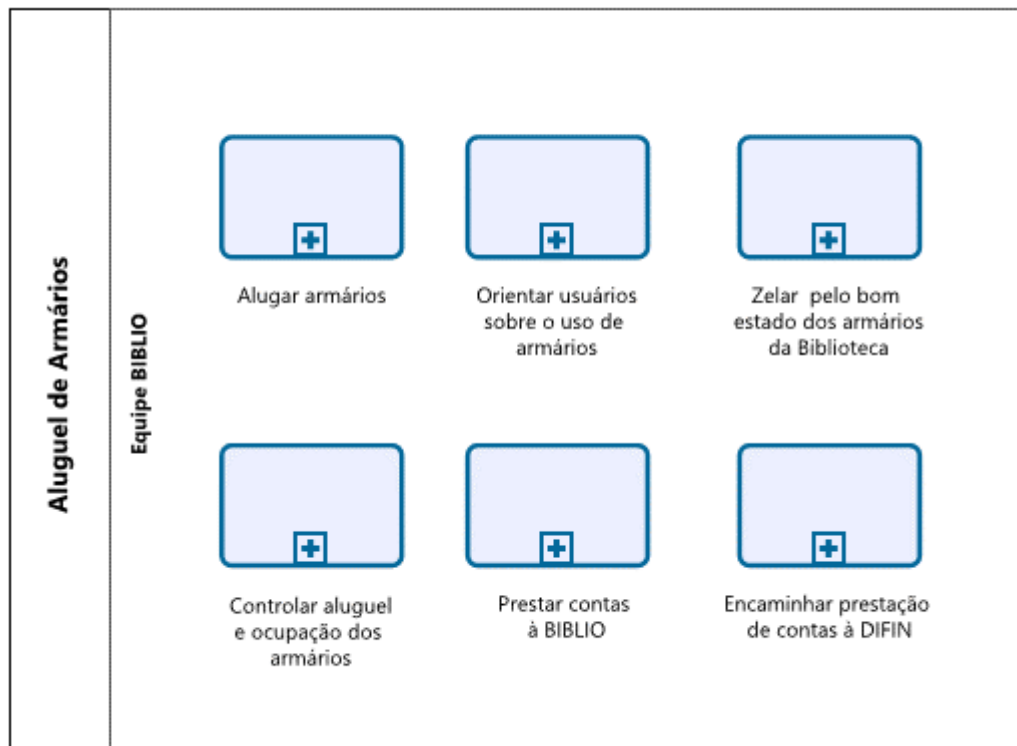 Aluguel de Armários
Equipe BIBLIO
Alugar armários
Orientar usuários
sobre o uso de
armários
Zelar pelo bom
estado dos armários
da Biblioteca
Controlar aluguel
e ocupação dos
armários
Prestar contas
à BIBLIO
Encaminhar prestação
de contas à DIFIN